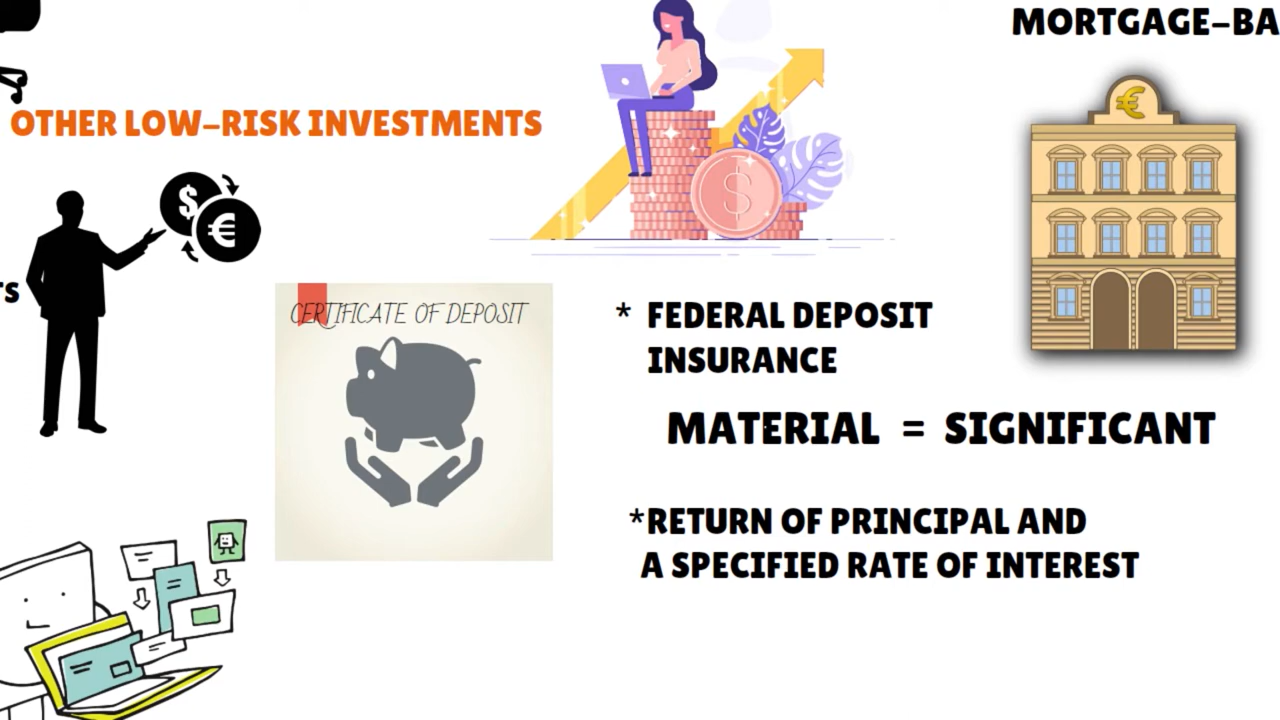 MORTGAGE-BA
OTHER LOW-RISK INVESTMENTS
TS
CERTIFICATE OF DEPOSIT
* FEDERAL DEPOSIT
INSURANCE
MATERIAL = SIGNIFICANT
*RETURN OF PRINCIPAL AND
A SPECIFIED RATE OF INTEREST